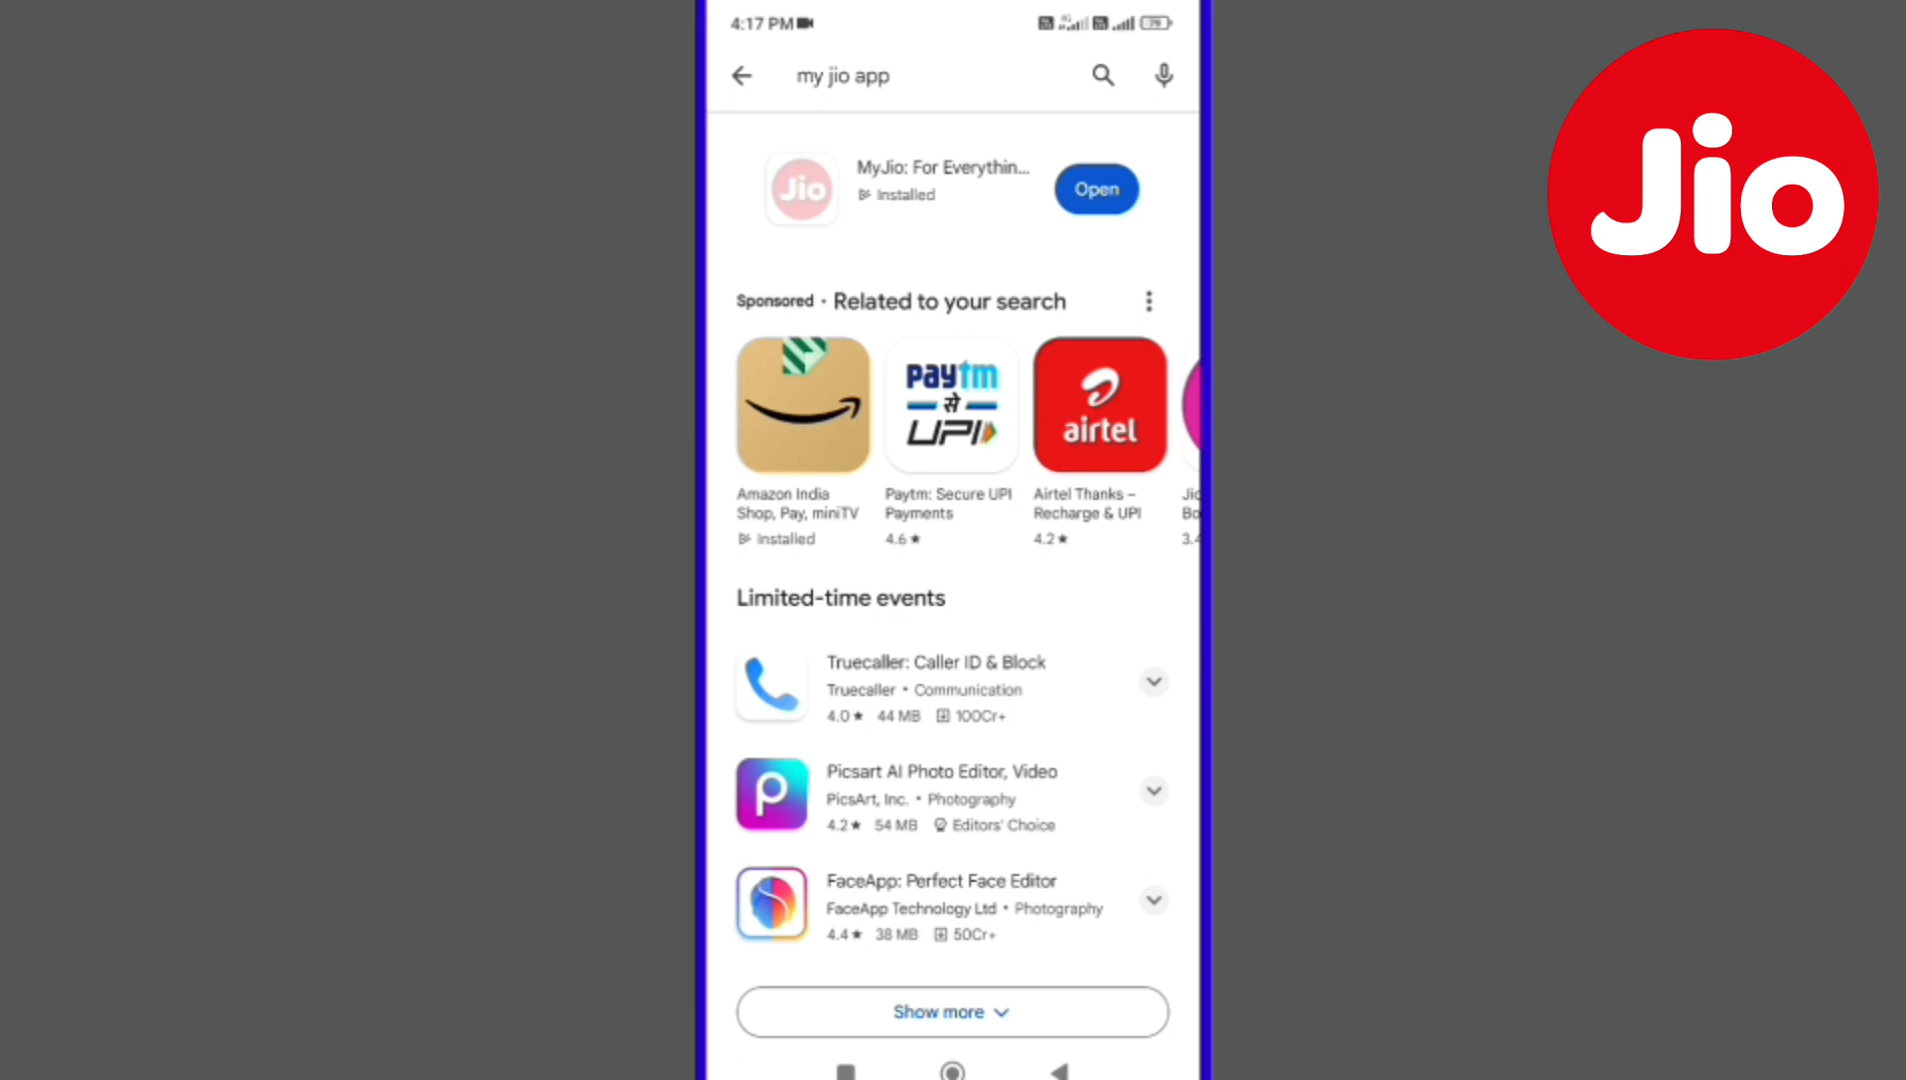 4:17 PM
79
my jio app
Jio
MyJio: For Everythin...
Installed
Open
Jio
Sponsored · Related to your search
paytm
से
UPI
airtel
Amazon India
Shop, Pay, miniTV
Installed
Paytm: Secure UPI
Payments
4.6 ★
Airtel Thanks –
Recharge & UPI
4.2 ★
Limited-time events
Truecaller: Caller ID & Block
Truecaller • Communication
4.0 ★ 44 MB 100Cr+
Picsart AI Photo Editor, Video
PicsArt, Inc. • Photography
4.2 ★ 54 MB Editors' Choice
FaceApp: Perfect Face Editor
FaceApp Technology Ltd • Photography
4.4 ★ 38 MB 50Cr+
Show more